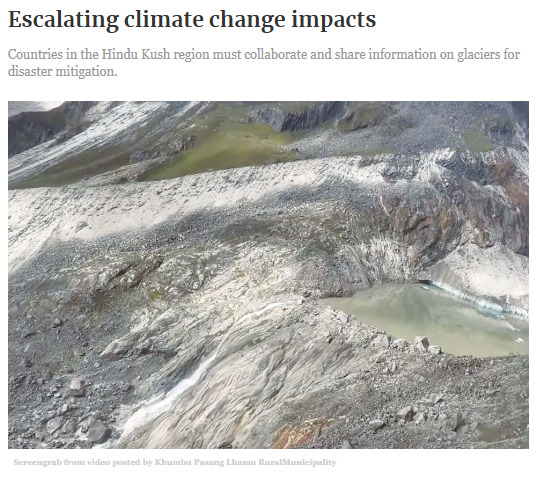 Escalating climate change impacts
Countries in the Hindu Kush region must collaborate and share information on glaciers for
disaster mitigation.
Screengrab from video posted by Khumbu Pasang Lhamu RuralMunicipality